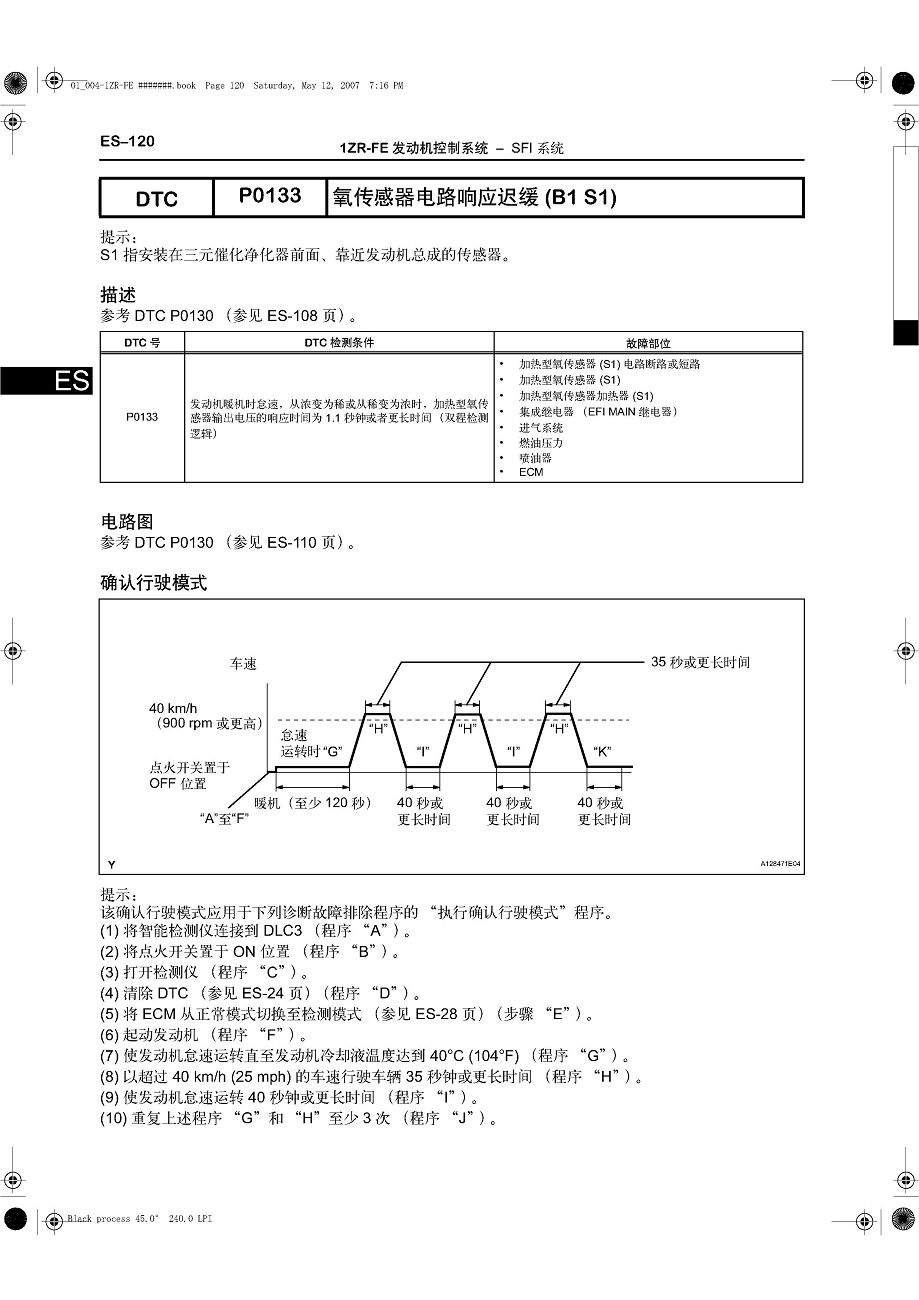 01_004-1ZR-FE #######.book Page 120 Saturday, May 12, 2007 7:16 PM
ES–120
1ZR-FE 发动机控制系统 – SFI 系统
DTC P0133 氧传感器电路响应迟缓 (B1 S1)
提示：
S1 指安装在三元催化净化器前面、靠近发动机总成的传感器。
描述
参考 DTC P0130 （参见 ES-108 页）。
DTC 号 DTC 检测条件 故障部位
P0133
发动机暖机时怠速，从浓变为稀或从稀变为浓时，加热型氧传
感器输出电压的响应时间为 1.1 秒钟或者更长时间（双程检测
逻辑）
• 加热型氧传感器 (S1) 电路断路或短路
• 加热型氧传感器 (S1)
• 加热型氧传感器加热器 (S1)
• 集成继电器 （EFI MAIN 继电器）
• 进气系统
• 燃油压力
• 喷油器
• ECM
ES
电路图
参考 DTC P0130 （参见 ES-110 页）。
确认行驶模式
车速
35 秒或更长时间
40 km/h
（900 rpm 或更高）
“H” “H” “H”
怠速
运转时 “G” “I” “I” “K”
点火开关置于
OFF 位置
“A”至“F”
暖机（至少 120 秒） 40 秒或 40 秒或 40 秒或
更长时间 更长时间 更长时间
Y
A128471E04
提示：
该确认行驶模式应用于下列诊断故障排除程序的 “执行确认行驶模式”程序。
(1) 将智能检测仪连接到 DLC3 （程序 “A”）。
(2) 将点火开关置于 ON 位置 （程序 “B”）。
(3) 打开检测仪 （程序 “C”）。
(4) 清除 DTC （参见 ES-24 页）（程序 “D”）。
(5) 将 ECM 从正常模式切换至检测模式 （参见 ES-28 页）（步骤 “E”）。
(6) 起动发动机 （程序 “F”）。
(7) 使发动机怠速运转直至发动机冷却液温度达到 40°C (104°F) （程序 “G”）。
(8) 以超过 40 km/h (25 mph) 的车速行驶车辆 35 秒钟或更长时间 （程序 “H”）。
(9) 使发动机怠速运转 40 秒钟或更长时间 （程序 “I”）。
(10) 重复上述程序 “G” 和 “H” 至少 3 次 （程序 “J”）。
Black process 45.0° 240.0 LPI